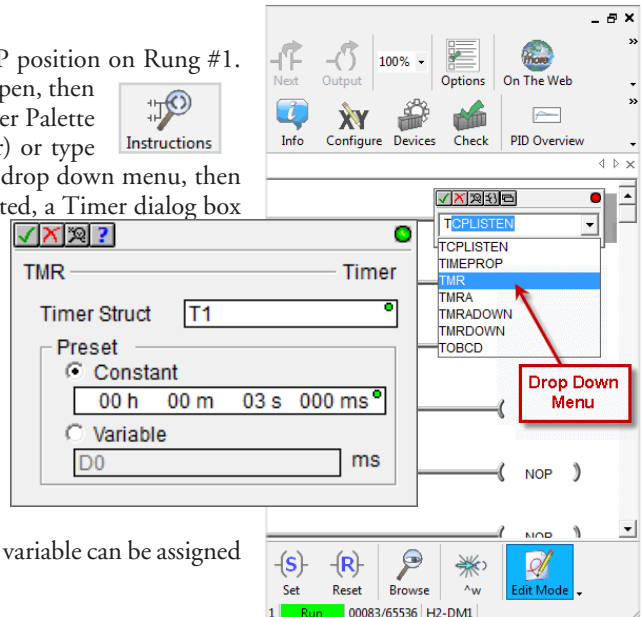 P position on Rung #1.
pen, then
er Palette
r) or type
drop down menu, then
ted, a Timer dialog box
Instructions
TMR Timer
Timer Struct T1
Preset
Constant
00 h 00 m 03 s 000 ms
Variable
D0 ms
variable can be assigned
Next Output 100% Options On The Web
Info Configure Devices Check PID Overview
TCPLISTEN
TCPLISTEN
TIMEPROP
TMR
TMRA
TMRADOWN
TMRDOWN
TOBCD
Drop Down
Menu
NOP
NOP
Set Reset Browse ^w Edit Mode
1 Run 00083/65536 H2-DM1